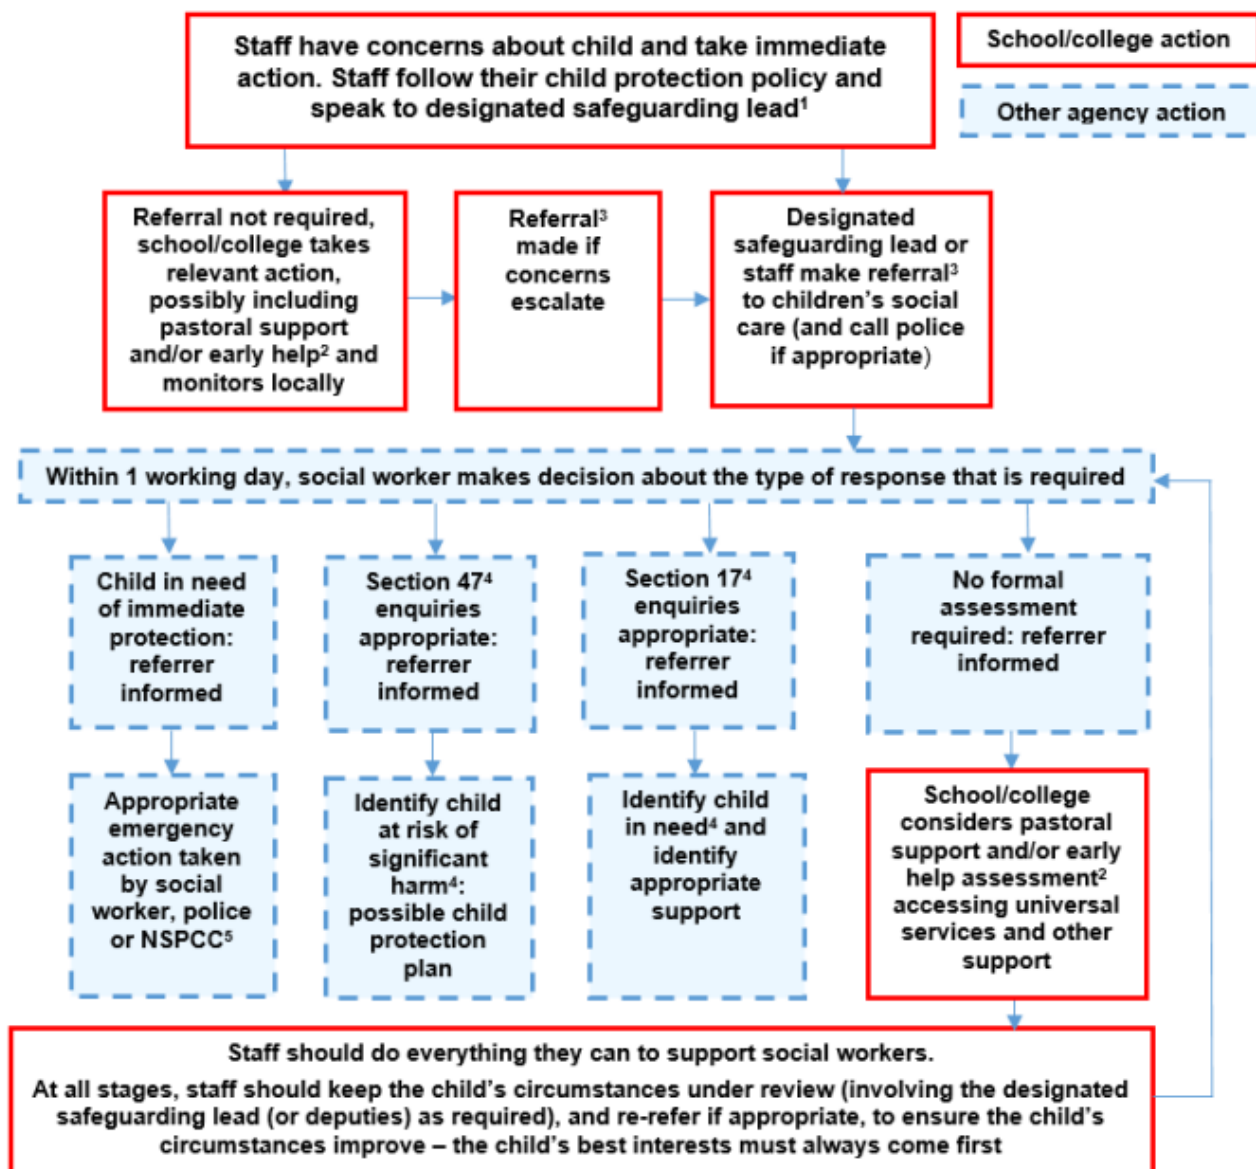 Staff have concerns about child and take immediate
action. Staff follow their child protection policy and
speak to designated safeguarding lead¹
School/college action
Other agency action
Referral not required,
school/college takes
relevant action,
possibly including
pastoral support
and/or early help² and
monitors locally
Referral³
made if
concerns
escalate
Designated
safeguarding lead or
staff make referral³
to children’s social
care (and call police
if appropriate)
Within 1 working day, social worker makes decision about the type of response that is required
Child in need
of immediate
protection:
referrer
informed
Section 47⁴
enquiries
appropriate:
referrer
informed
Section 17⁴
enquiries
appropriate:
referrer
informed
No formal
assessment
required: referrer
informed
Appropriate
emergency
action taken
by social
worker, police
or NSPCC⁵
Identify child
at risk of
significant
harm⁴:
possible child
protection
plan
Identify child
in need⁴ and
identify
appropriate
support
School/college
considers pastoral
support and/or early
help assessment²
accessing universal
services and other
support
Staff should do everything they can to support social workers.
At all stages, staff should keep the child’s circumstances under review (involving the designated
safeguarding lead (or deputies) as required), and re-refer if appropriate, to ensure the child’s
circumstances improve – the child’s best interests must always come first